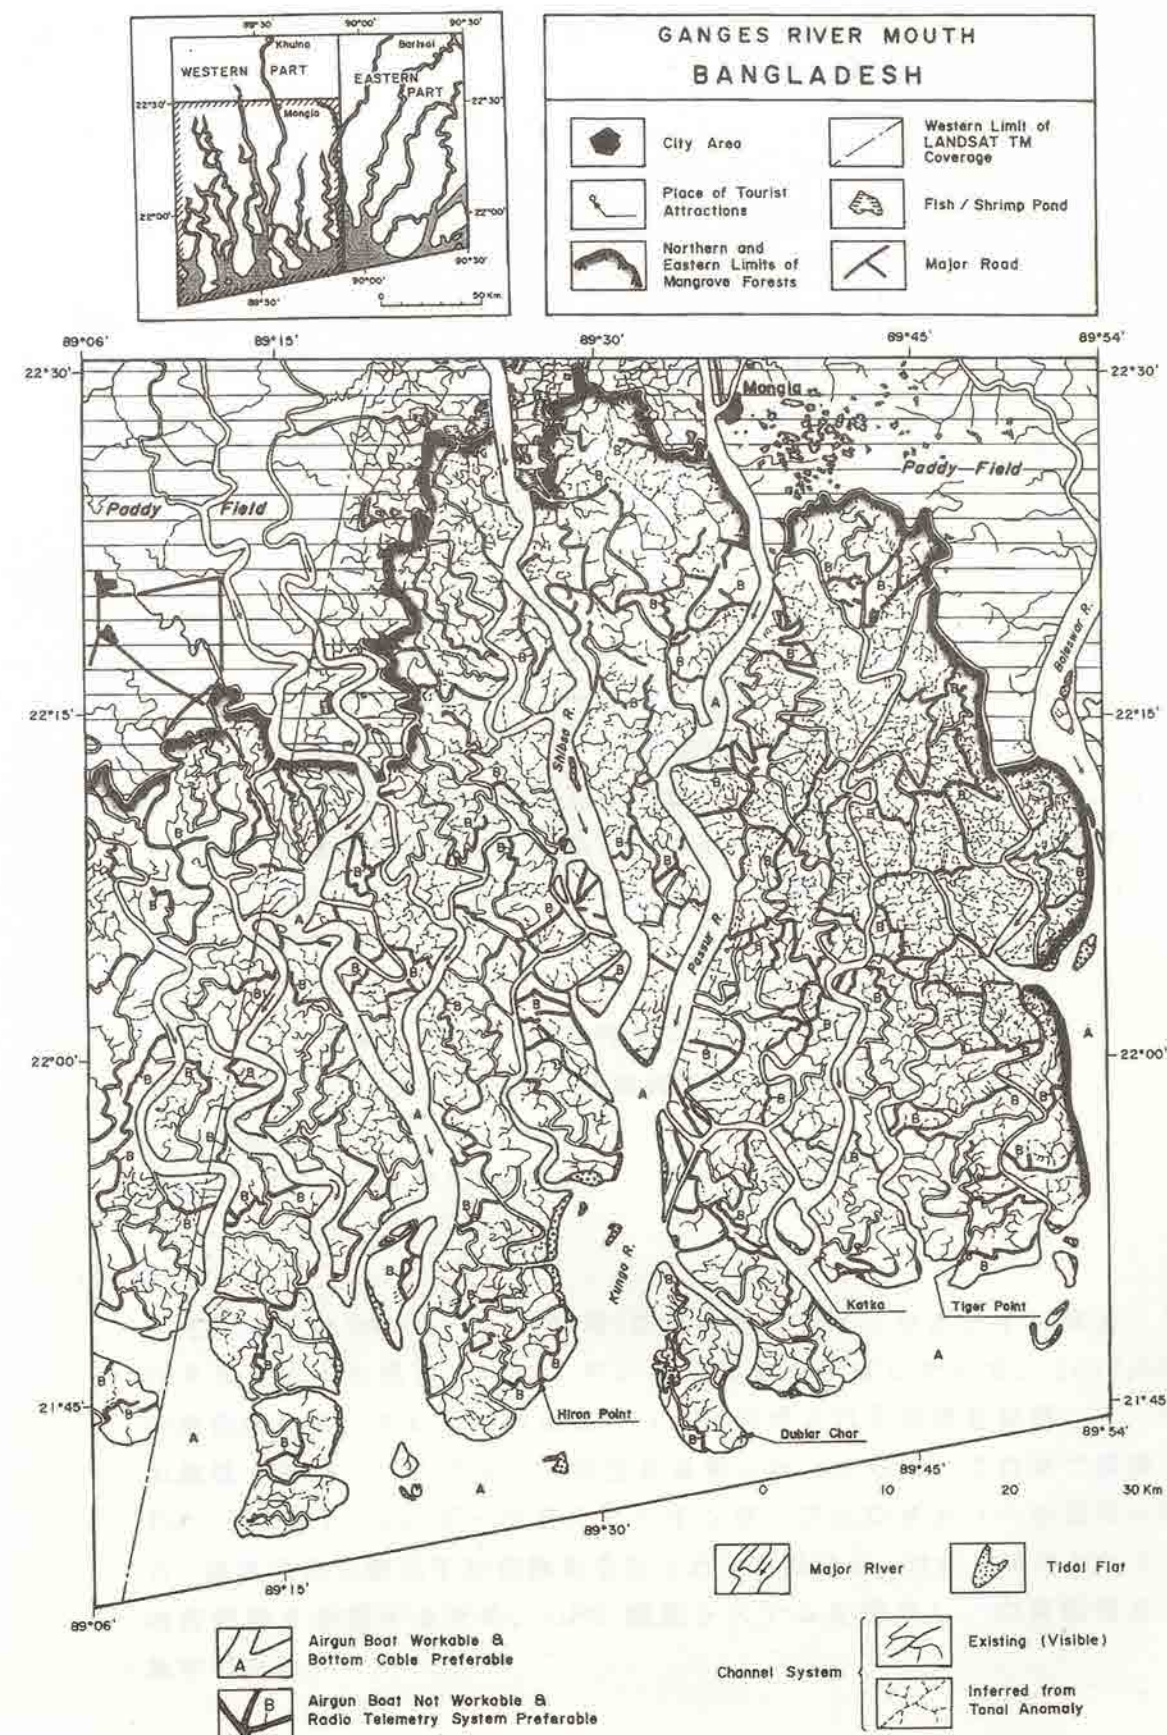 GANGES RIVER MOUTH
BANGLADESH
City Area
Place of Tourist
Attractions
Northern and
Eastern Limits of
Mangrove Forests
Western Limit of
LANDSAT TM
Coverage
Fish / Shrimp Pond
Major Road
89°30'
90°00'
90°30'
Khulna
Barisal
WESTERN PART
EASTERN
PART
22°30'
22°30'
Mongla
22°00'
22°00'
90°30'
90°00'
89°30'
0
50 Km.
89°06'
89°15'
89°30'
89°45'
89°54'
22°30'
22°30'
Mongla
Paddy Field
Paddy Field
Baleswar R.
22°15'
22°15'
Shibsa R.
Passur R.
22°00'
22°00'
A
B
Kunga R.
Katka
Tiger Point
Hiron Point
Dublar Char
21°45'
21°45'
89°54'
89°45'
89°30'
89°15'
89°06'
0 10 20 30 Km
Major River
Tidal Flat
A
Airgun Boat Workable &
Bottom Cable Preferable
B
Airgun Boat Not Workable &
Radio Telemetry System Preferable
Channel System
Existing (Visible)
Inferred from
Tonal Anomaly